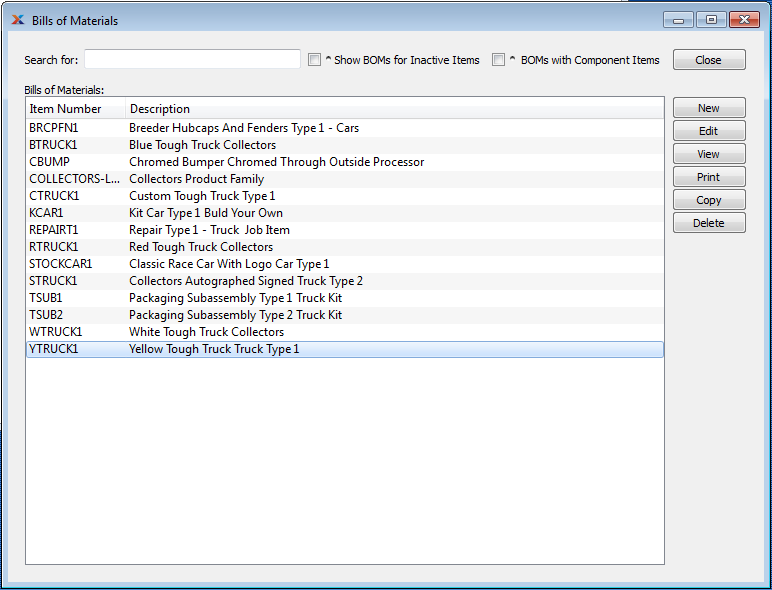 Bills of Materials
Search for: ^ Show BOMs for Inactive Items ^ BOMs with Component Items Close
Bills of Materials:
Item Number Description New
BRCPFN1 Breeder Hubcaps And Fenders Type 1 - Cars Edit
BTRUCK1 Blue Tough Truck Collectors View
CBUMP Chromed Bumper Chromed Through Outside Processor
COLLECTORS-L... Collectors Product Family Print
CTRUCK1 Custom Tough Truck Type 1 Copy
KCAR1 Kit Car Type 1 Buld Your Own
REPAIRT1 Repair Type 1 - Truck Job Item Delete
RTRUCK1 Red Tough Truck Collectors
STOCKCAR1 Classic Race Car With Logo Car Type 1
STRUCK1 Collectors Autographed Signed Truck Type 2
TSUB1 Packaging Subassembly Type 1 Truck Kit
TSUB2 Packaging Subassembly Type 2 Truck Kit
WTRUCK1 White Tough Truck Collectors
YTRUCK1 Yellow Tough Truck Truck Type 1